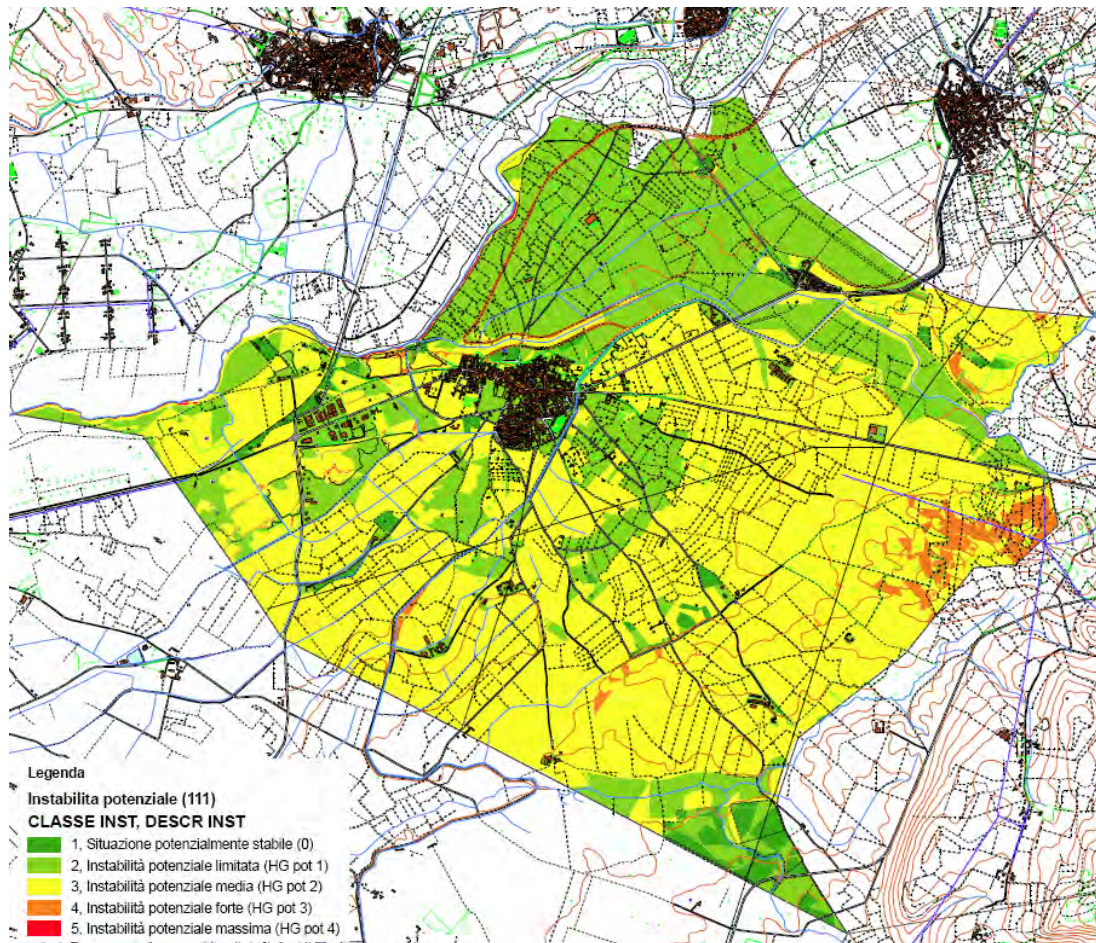 Legenda
Instabilita potenziale (111)
CLASSE INST, DESCR INST
1, Situazione potenzialmente stabile (0)
2, Instabilità potenziale limitata (HG pot 1)
3, Instabilità potenziale media (HG pot 2)
4, Instabilità potenziale forte (HG pot 3)
5, Instabilità potenziale massima (HG pot 4)